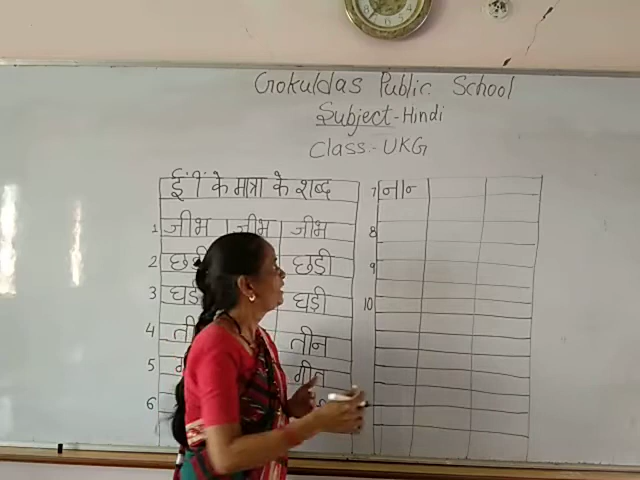 Gokuldas Public School
Subject-Hindi
Class:- UKG
ई ीं के मात्रा के शब्द
1 जीभ जीभ जीभ
2 छड़ी
3 घड़ी
4 तीन
5 गीत
6
7
8
9
10